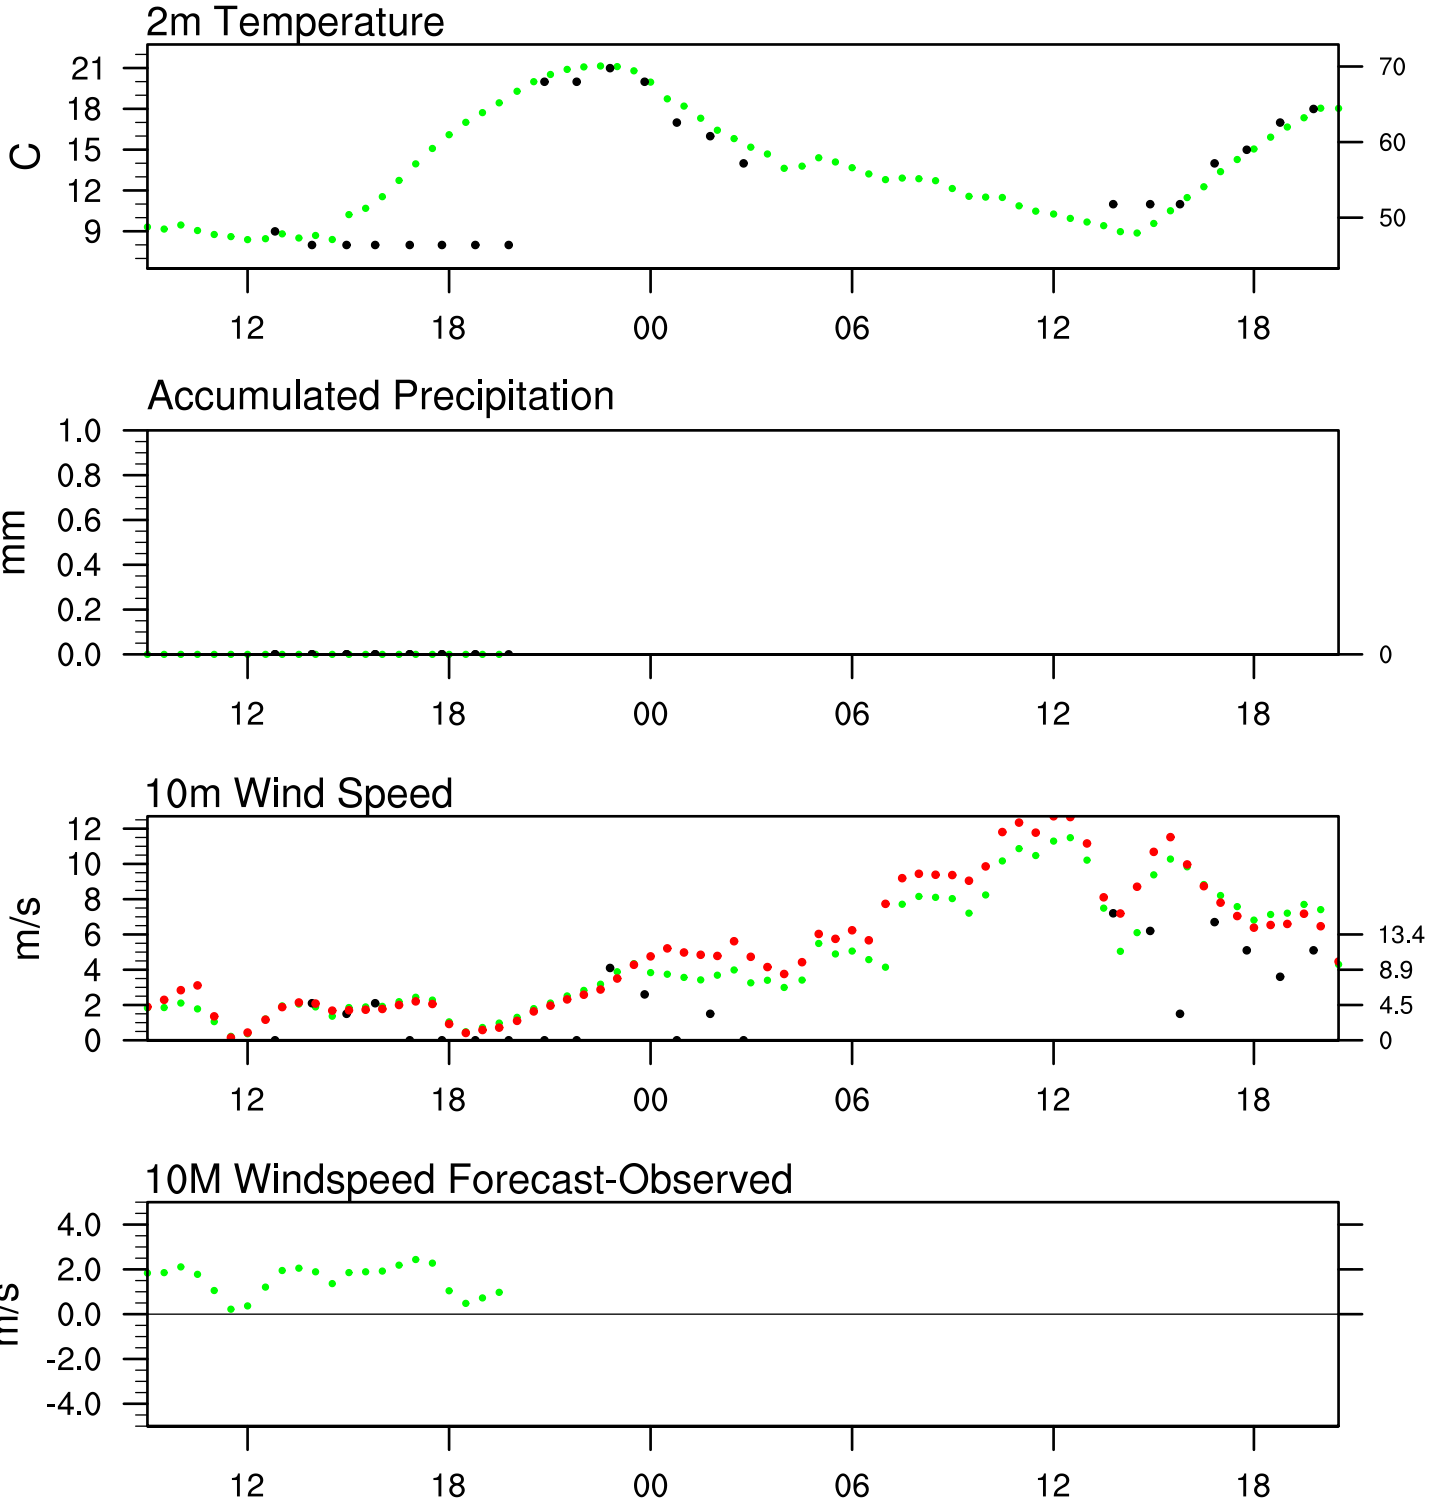 2m Temperature
21
18
15
12
9
C
70
60
50
12 18 00 06 12 18
Accumulated Precipitation
1.0
0.8
0.6
0.4
0.2
0.0
mm
0
12 18 00 06 12 18
10m Wind Speed
12
10
8
6
4
2
0
m/s
13.4
8.9
4.5
0
12 18 00 06 12 18
10M Windspeed Forecast-Observed
4.0
2.0
0.0
-2.0
-4.0
m/s
12 18 00 06 12 18